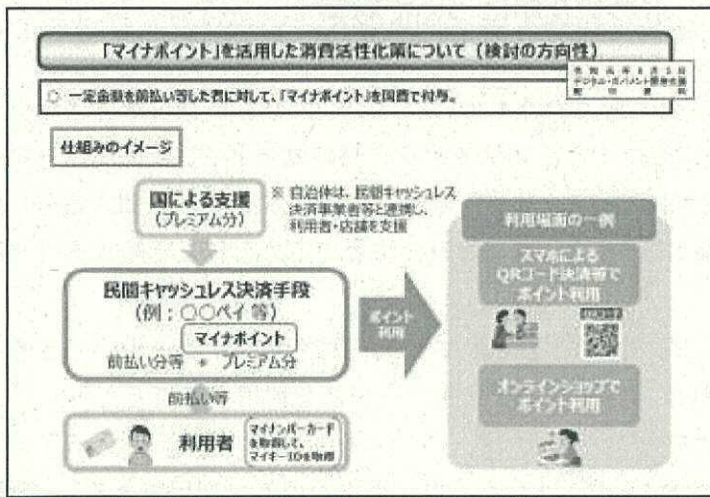 「マイナポイント」を活用した消費活性化策について(検討の方向性)
○ 一定金額を前払い等した者に対して、「マイナポイント」を国費で付与。
仕組みのイメージ
国による支援
(プレミアム分)
※ 自治体は、民間キャッシュレス
決済事業者等と連携し、
利用者・店舗を支援
民間キャッシュレス決済手段
(例:○○ペイ 等)
マイナポイント
前払い分等 + プレミアム分
前払い等
利用者
マイナンバーカード
を取得して、
マイキーIDを取得
ポイント
利用
利用場面の一例
スマホによる
QRコード決済等で
ポイント利用
オンラインショップで
ポイント利用